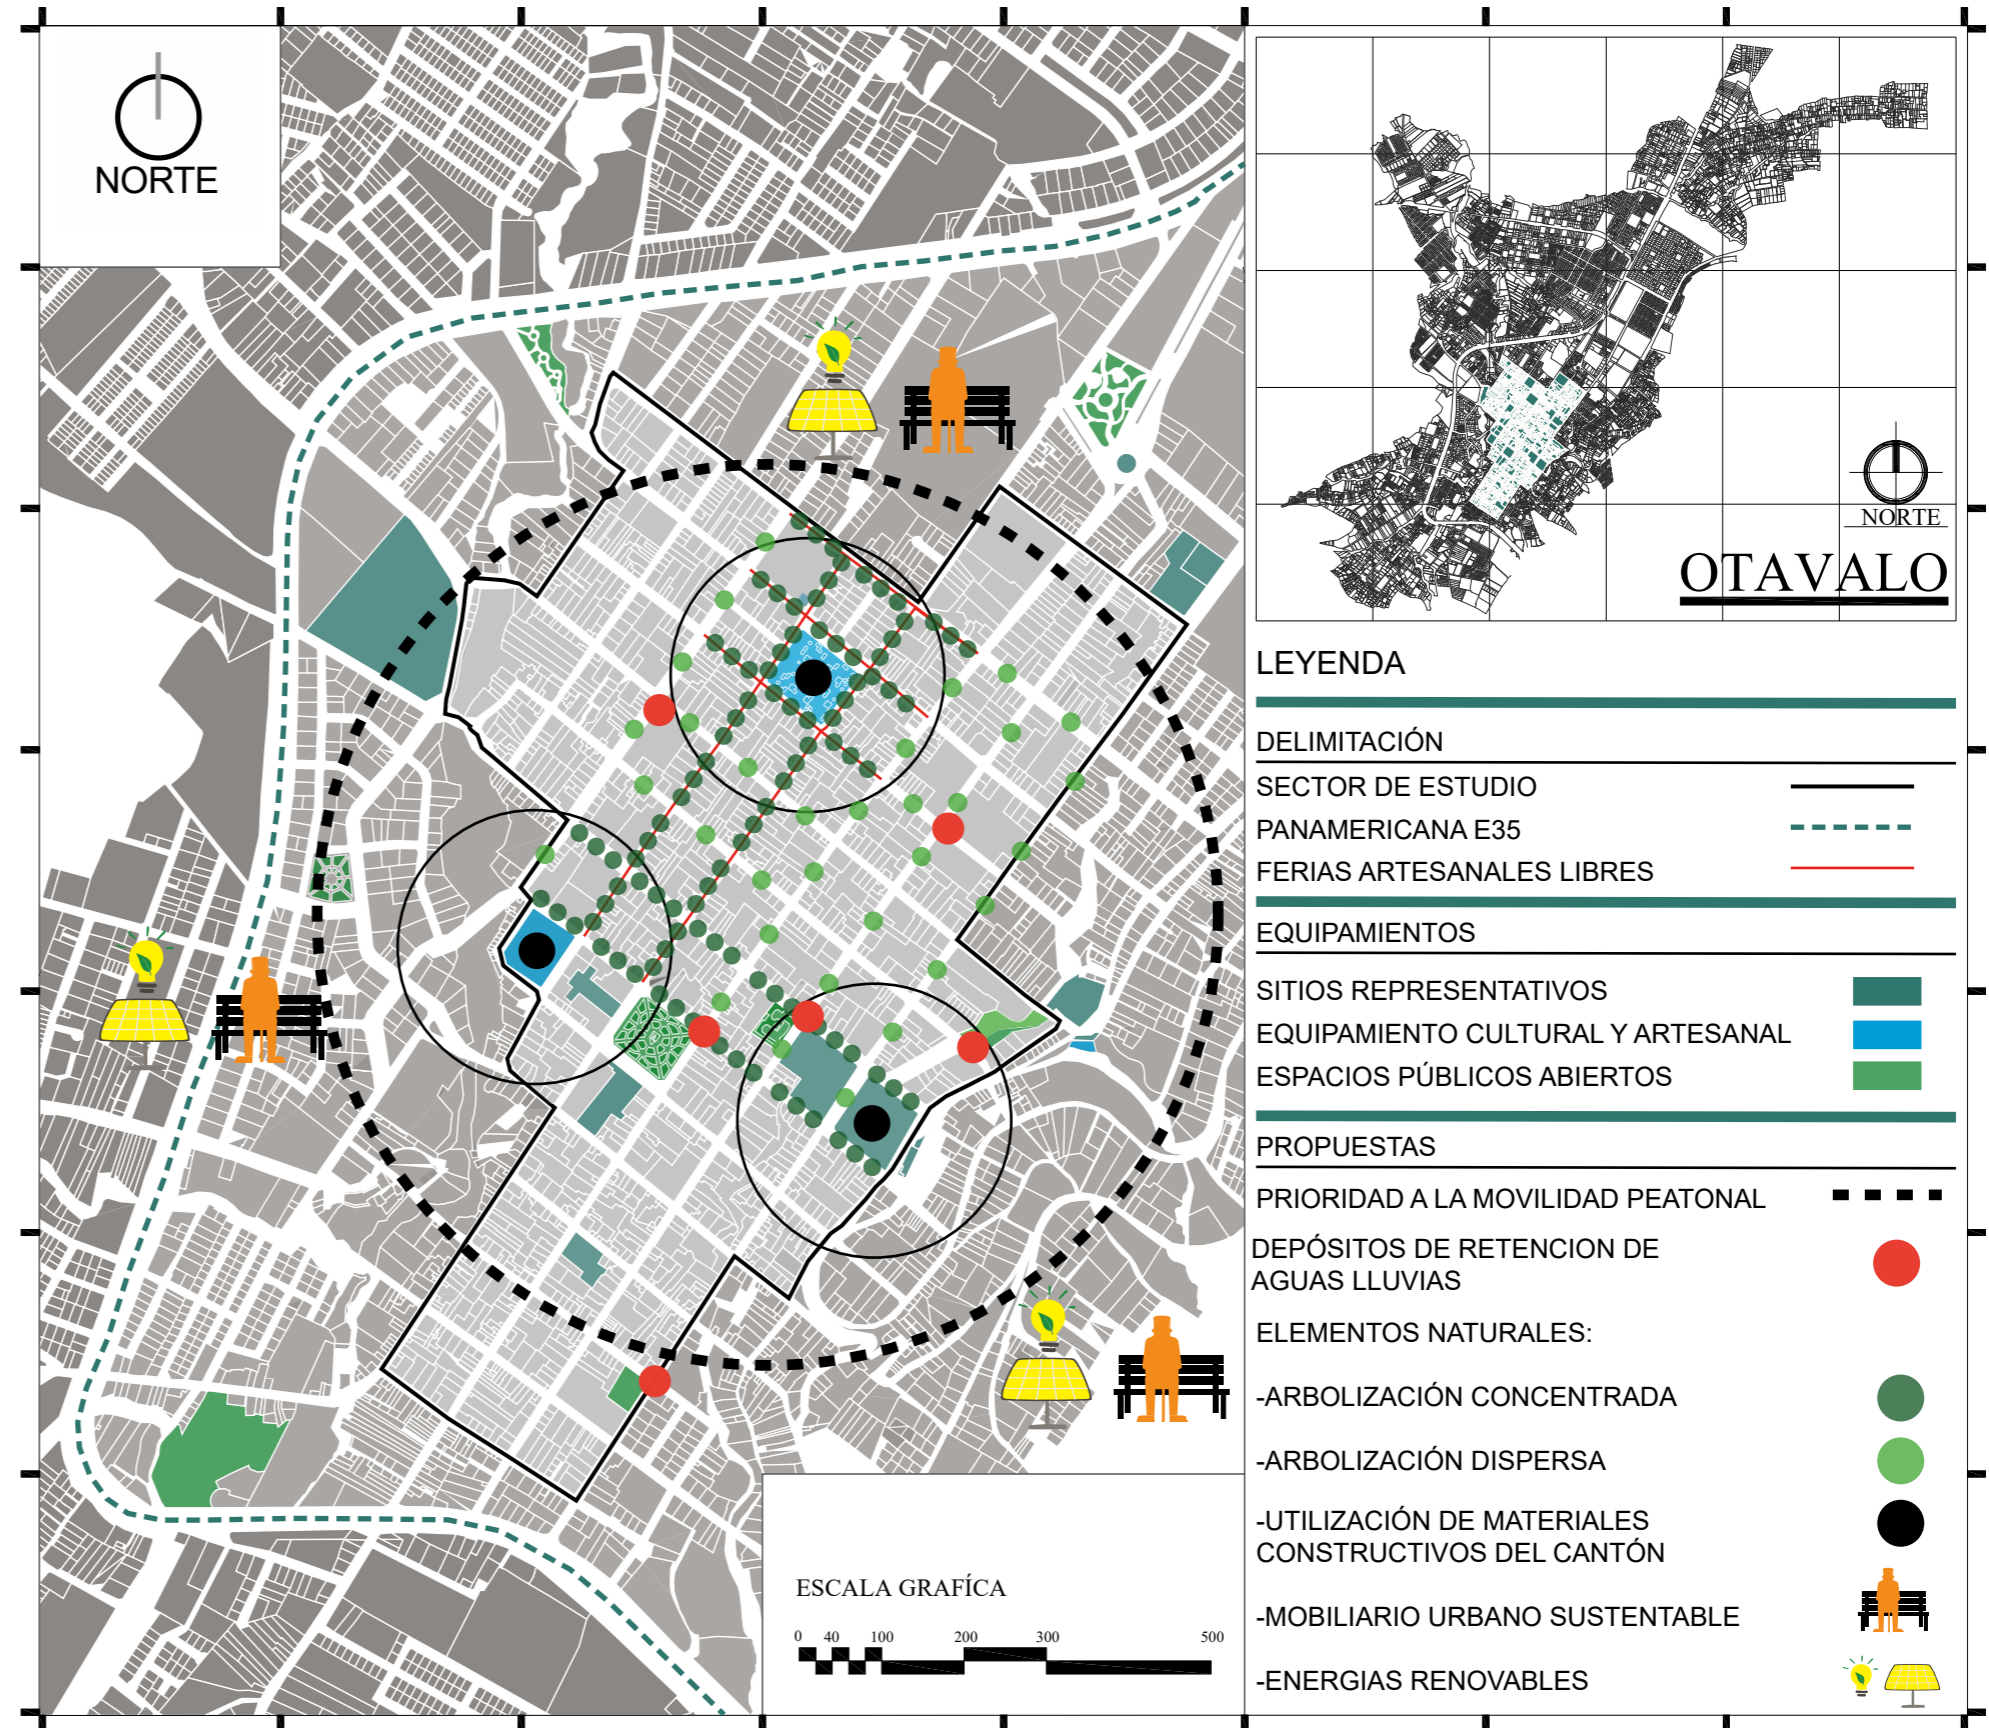 NORTE
NORTE
OTAVALO
LEYENDA
DELIMITACIÓN
SECTOR DE ESTUDIO
PANAMERICANA E35
FERIAS ARTESANALES LIBRES
EQUIPAMIENTOS
SITIOS REPRESENTATIVOS
EQUIPAMIENTO CULTURAL Y ARTESANAL
ESPACIOS PÚBLICOS ABIERTOS
PROPUESTAS
PRIORIDAD A LA MOVILIDAD PEATONAL
DEPÓSITOS DE RETENCION DE
AGUAS LLUVIAS
ELEMENTOS NATURALES:
-ARBOLIZACIÓN CONCENTRADA
-ARBOLIZACIÓN DISPERSA
-UTILIZACIÓN DE MATERIALES
CONSTRUCTIVOS DEL CANTÓN
-MOBILIARIO URBANO SUSTENTABLE
-ENERGIAS RENOVABLES
ESCALA GRAFÍCA
0 40 100 200 300 500